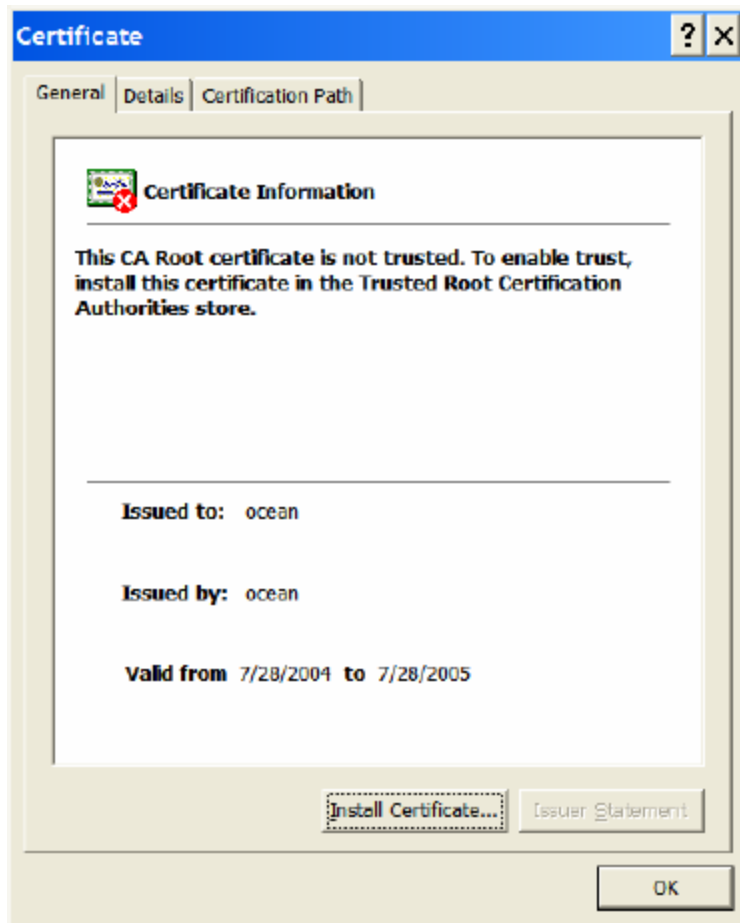 Certificate
General Details Certification Path
Certificate Information
This CA Root certificate is not trusted. To enable trust,
install this certificate in the Trusted Root Certification
Authorities store.
Issued to: ocean
Issued by: ocean
Valid from 7/28/2004 to 7/28/2005
Install Certificate... Issuer Statement
OK